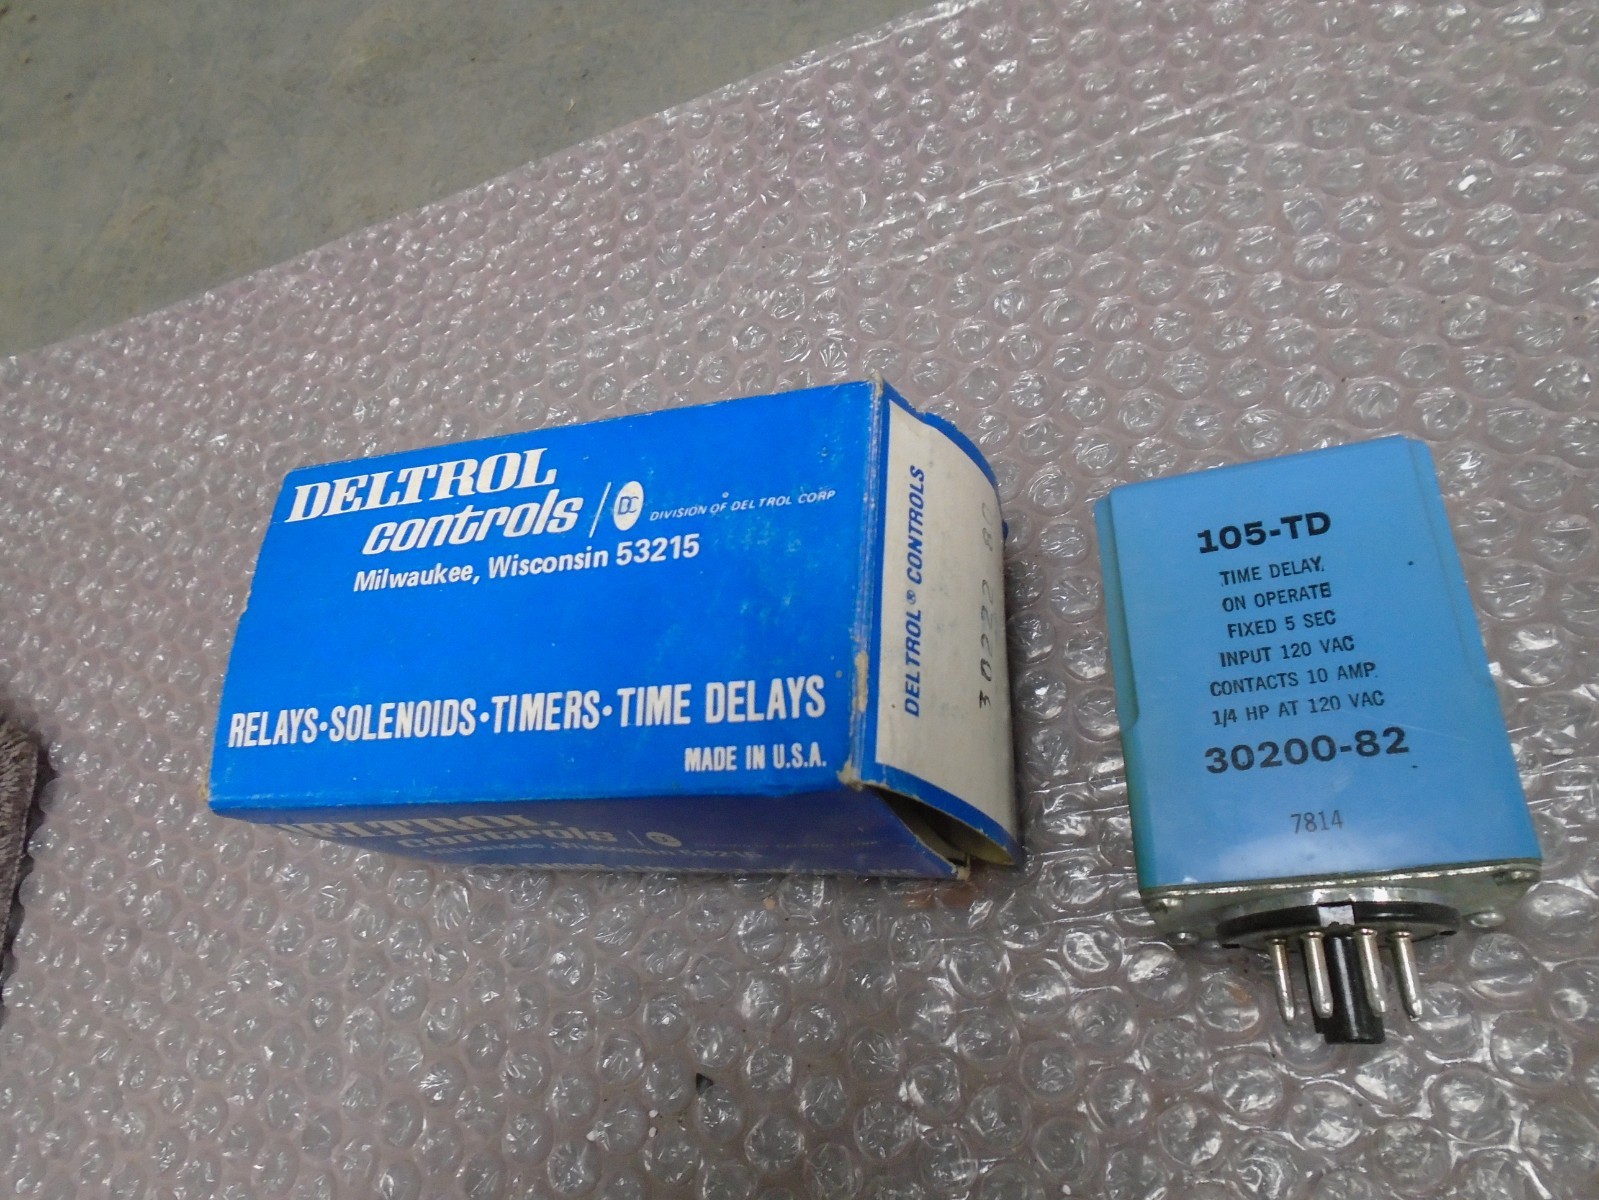 DELTROL
controls / DC DIVISION OF DELTROL CORP
Milwaukee, Wisconsin 53215
RELAYS•SOLENOIDS•TIMERS•TIME DELAYS
MADE IN U.S.A.
DELTROL
controls
DELTROL® CONTROLS
105-TD
TIME DELAY.
ON OPERATE
FIXED 5 SEC
INPUT 120 VAC
CONTACTS 10 AMP.
1/4 HP AT 120 VAC
30200-82
7814